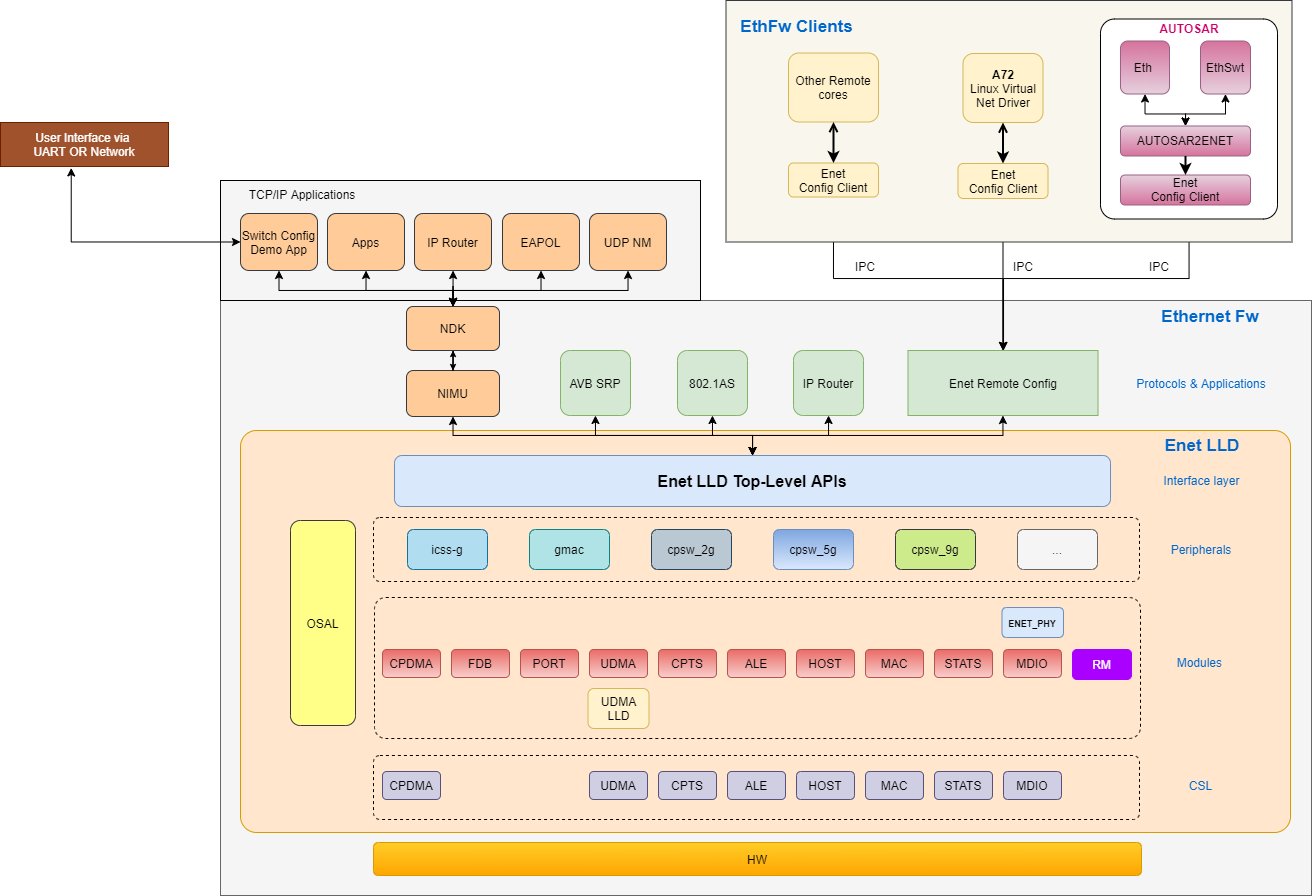 EthFw Clients
AUTOSAR
Eth
EthSwt
Other Remote
cores
A72
Linux Virtual
Net Driver
AUTOSAR2ENET
Enet
Config Client
Enet
Config Client
Enet
Config Client
User Interface via
UART OR Network
TCP/IP Applications
Switch Config
Demo App
Apps
IP Router
EAPOL
UDP NM
IPC
IPC
IPC
Ethernet Fw
NDK
NIMU
AVB SRP
802.1AS
IP Router
Enet Remote Config
Protocols & Applications
Enet LLD
Enet LLD Top-Level APIs
Interface layer
icss-g
gmac
cpsw_2g
cpsw_5g
cpsw_9g
...
Peripherals
OSAL
ENET_PHY
CPDMA
FDB
PORT
UDMA
CPTS
ALE
HOST
MAC
STATS
MDIO
RM
Modules
UDMA
LLD
CPDMA
UDMA
CPTS
ALE
HOST
MAC
STATS
MDIO
CSL
HW